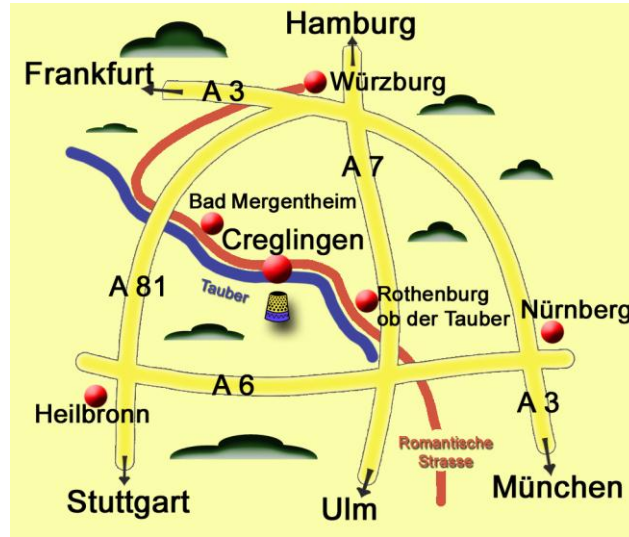 Hamburg
Frankfurt
A 3
Würzburg
A 7
Bad Mergentheim
Creglingen
A 81
Tauber
Rothenburg
ob der Tauber
Nürnberg
A 6
A 3
Heilbronn
Romantische
Strasse
Stuttgart
Ulm
München